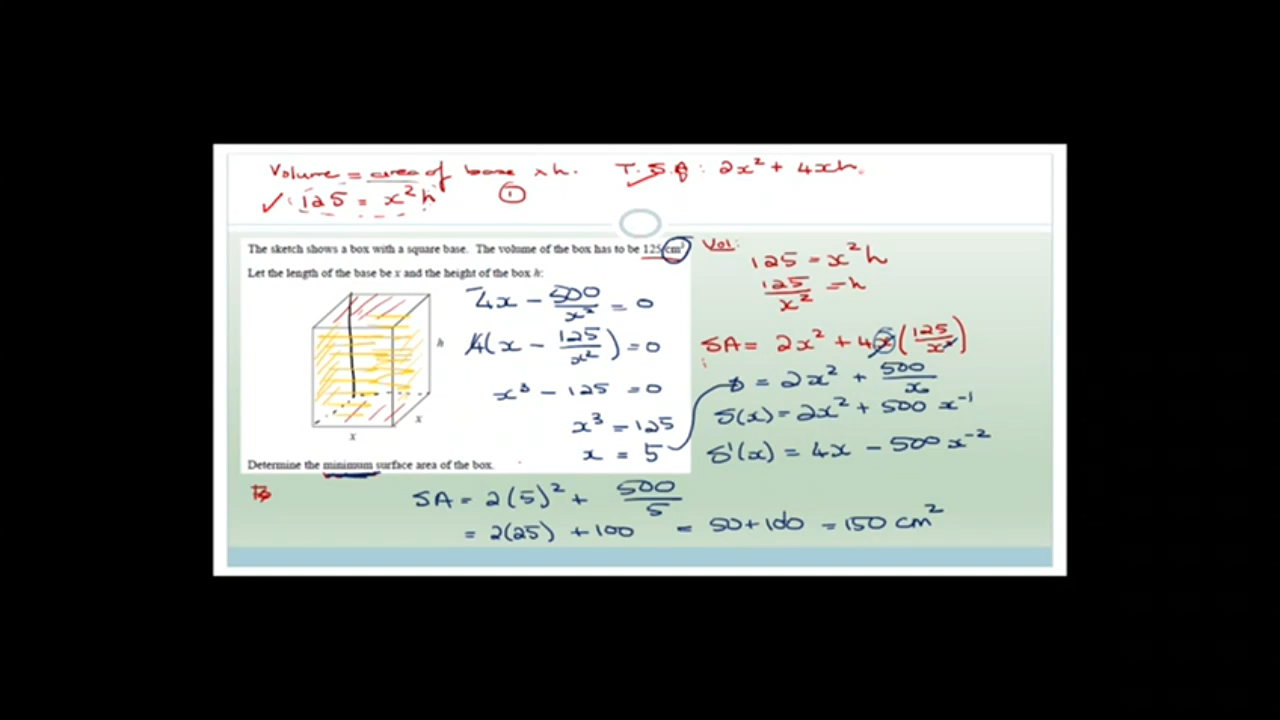 Volume = area of base × h. T.S.A: 2x² + 4xh.
125 = x²h ①
The sketch shows a box with a square base. The volume of the box has to be 125 cm³
Let the length of the base be x and the height of the box h:
h
x
x
4x − 500/x² = 0
4(x − 125/x²) = 0
x³ − 125 = 0
x³ = 125
x = 5
Vol:
125 = x²h
125/x² = h
SA = 2x² + 4x(125/x²)
= 2x² + 500/x
S(x) = 2x² + 500x⁻¹
S'(x) = 4x − 500x⁻²
Determine the minimum surface area of the box.
SA = 2(5)² + 500/5
= 2(25) + 100 = 50 + 100 = 150 cm²